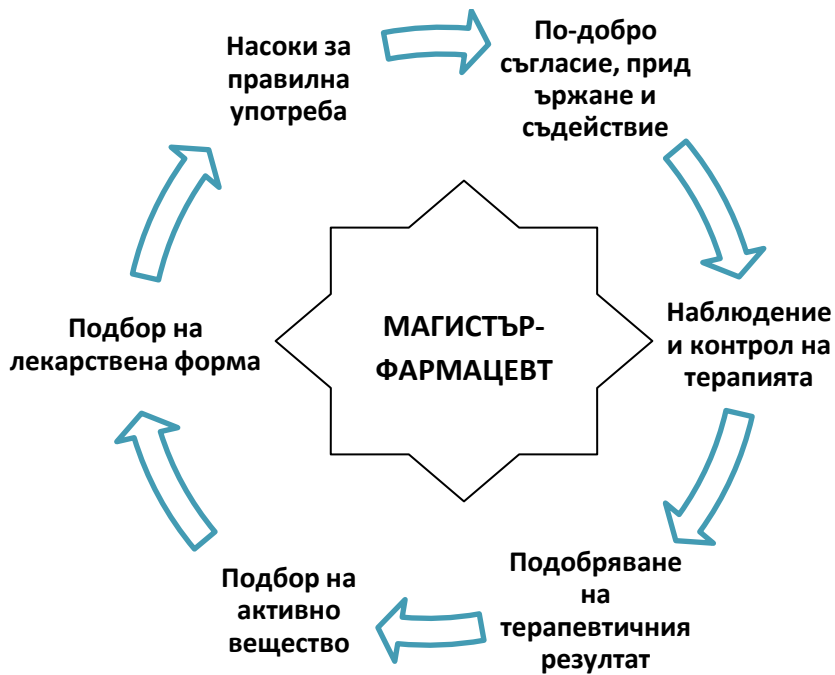 Насоки за
правилна
употреба
По-добро
съгласие, прид
ържане и
съдействие
Наблюдение
и контрол на
терапията
Подобряване
на
терапевтичния
резултат
Подбор на
активно
вещество
Подбор на
лекарствена форма
МАГИСТЪР-
ФАРМАЦЕВТ